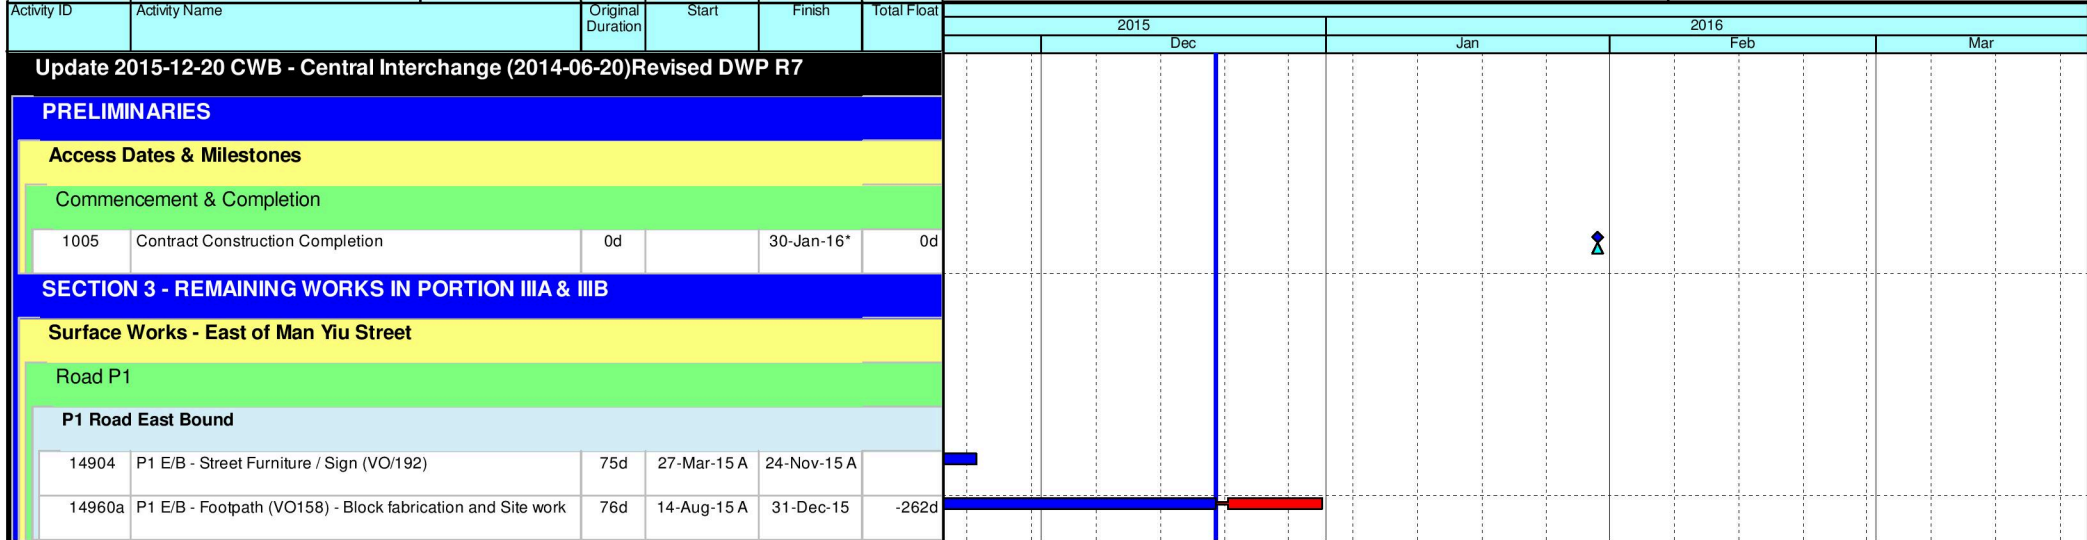 Activity ID Activity Name Original Duration Start Finish Total Float
2015 2016
Dec Jan Feb Mar
Update 2015-12-20 CWB - Central Interchange (2014-06-20)Revised DWP R7
PRELIMINARIES
Access Dates & Milestones
Commencement & Completion
1005 Contract Construction Completion 0d 30-Jan-16* 0d
SECTION 3 - REMAINING WORKS IN PORTION IIIA & IIIB
Surface Works - East of Man Yiu Street
Road P1
P1 Road East Bound
14904 P1 E/B - Street Furniture / Sign (VO/192) 75d 27-Mar-15 A 24-Nov-15 A
14960a P1 E/B - Footpath (VO158) - Block fabrication and Site work 76d 14-Aug-15 A 31-Dec-15 -262d